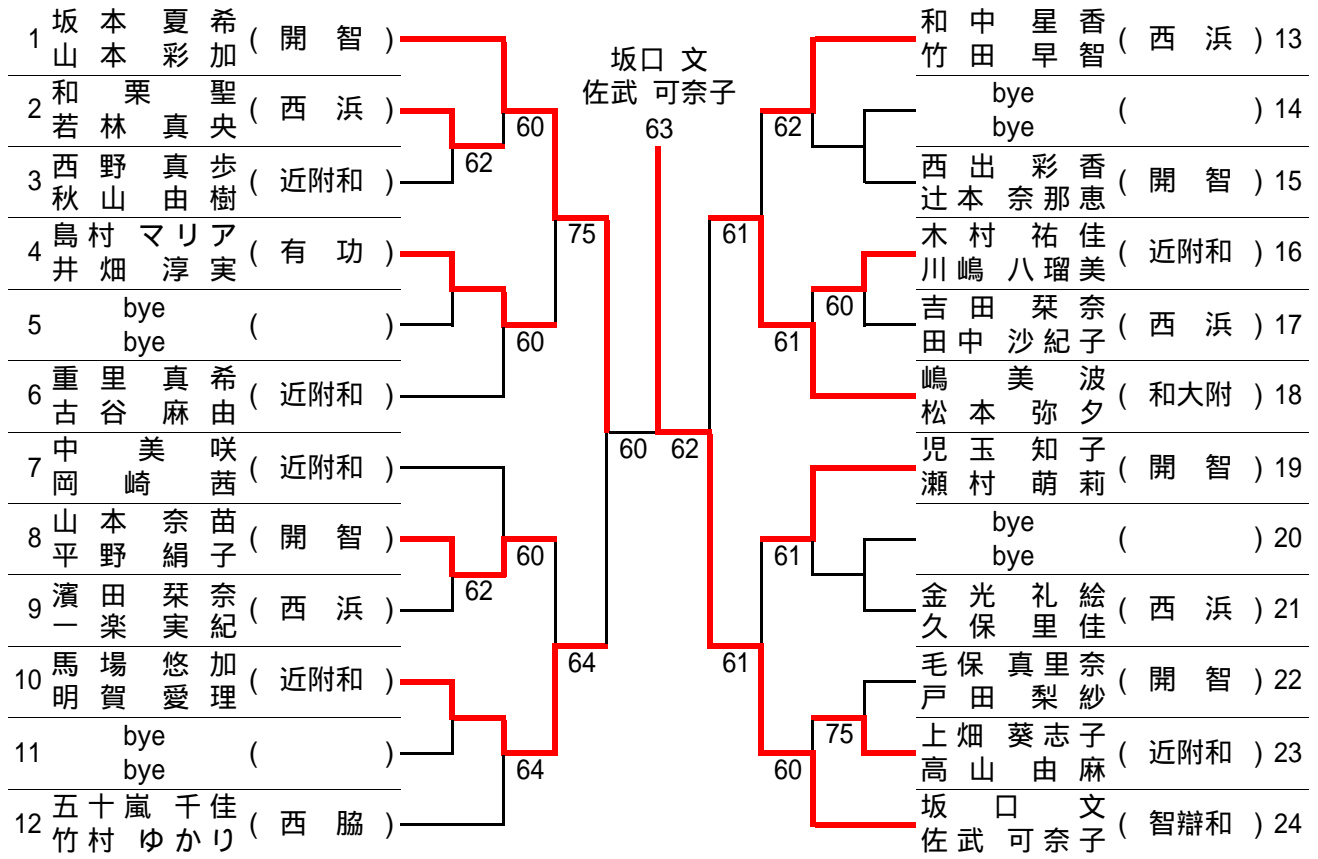 坂口 文
佐武 可奈子
63
1 坂本夏希 ( 開智 )
山本彩加
2 和栗聖 ( 西浜 )
若林真央
3 西野真歩 ( 近附和 )
秋山由樹
4 島村マリア ( 有功 )
井畑淳実
5 bye ( )
bye
6 重里真希 ( 近附和 )
古谷麻由
7 中美咲 ( 近附和 )
岡崎茜
8 山本奈苗 ( 開智 )
平野絹子
9 濱田栞奈 ( 西浜 )
一楽実紀
10 馬場悠加 ( 近附和 )
明賀愛理
11 bye ( )
bye
12 五十嵐千佳 ( 西脇 )
竹村ゆかり
60
62
75
60
60
62
64
64
60
62
62
61
60
61
61
61
75
60
和中星香 ( 西浜 ) 13
竹田早智
bye ( ) 14
bye
西出彩香 ( 開智 ) 15
辻本奈那恵
木村祐佳 ( 近附和 ) 16
川嶋八瑠美
吉田栞奈 ( 西浜 ) 17
田中沙紀子
嶋美波 ( 和大附 ) 18
松本弥夕
児玉知子 ( 開智 ) 19
瀬村萌莉
bye ( ) 20
bye
金光礼絵 ( 西浜 ) 21
久保里佳
毛保真里奈 ( 開智 ) 22
戸田梨紗
上畑葵志子 ( 近附和 ) 23
高山由麻
坂口文 ( 智辯和 ) 24
佐武可奈子